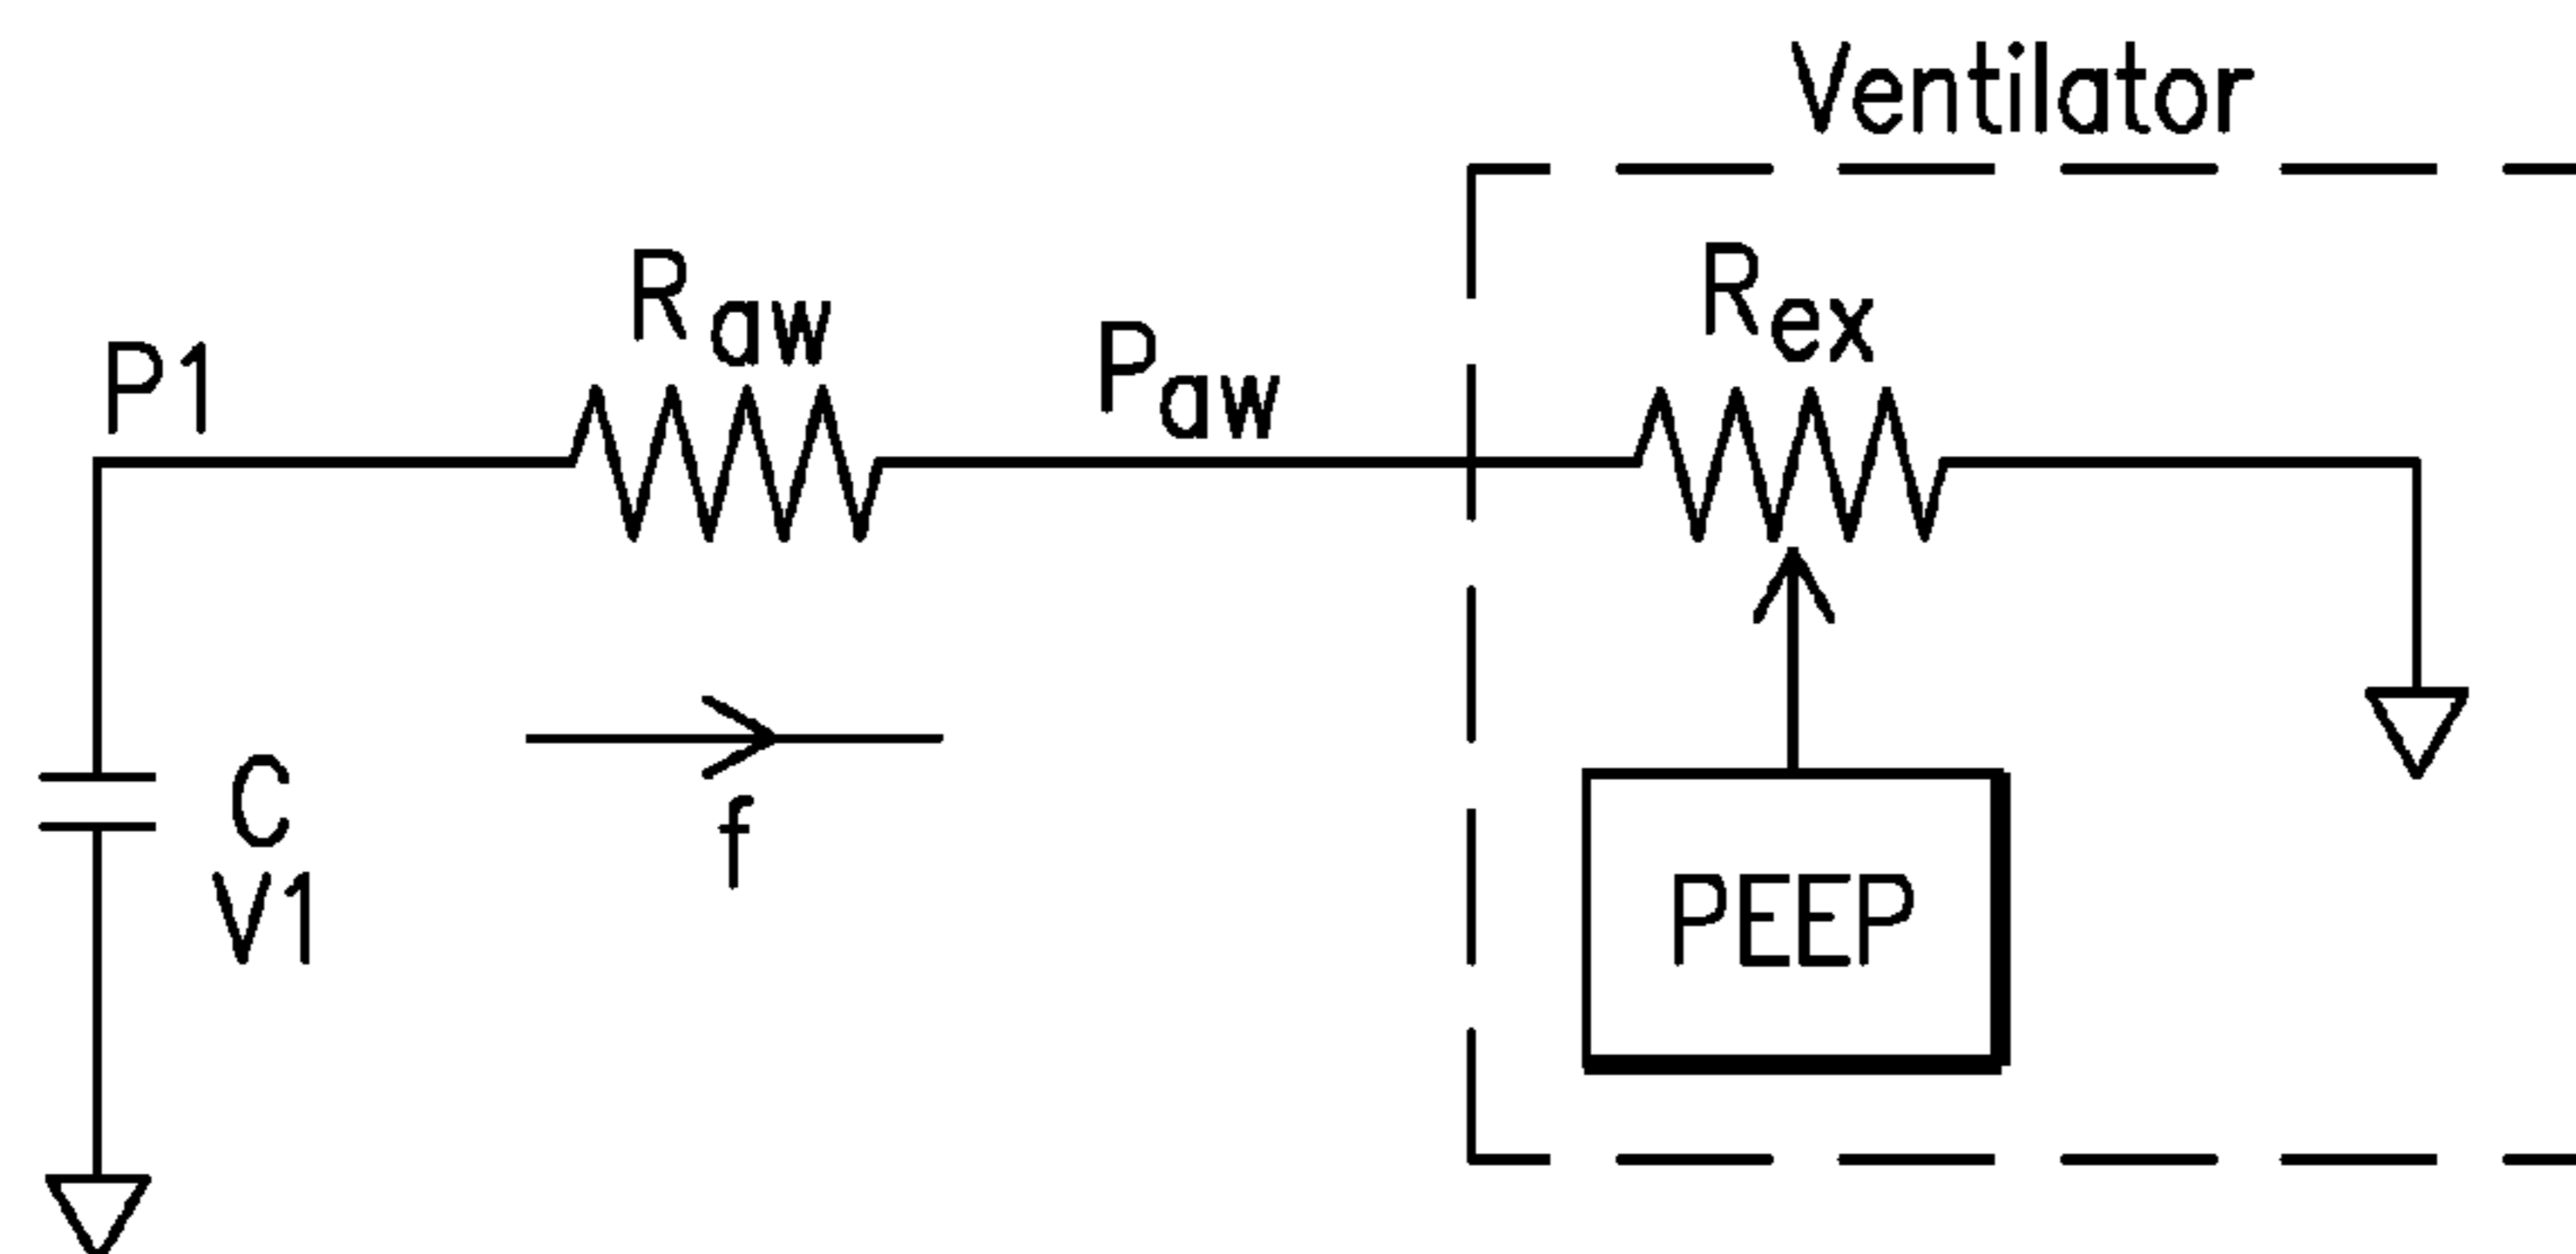 Ventilator
P1
Raw
Paw
Rex
C
V1
f
PEEP